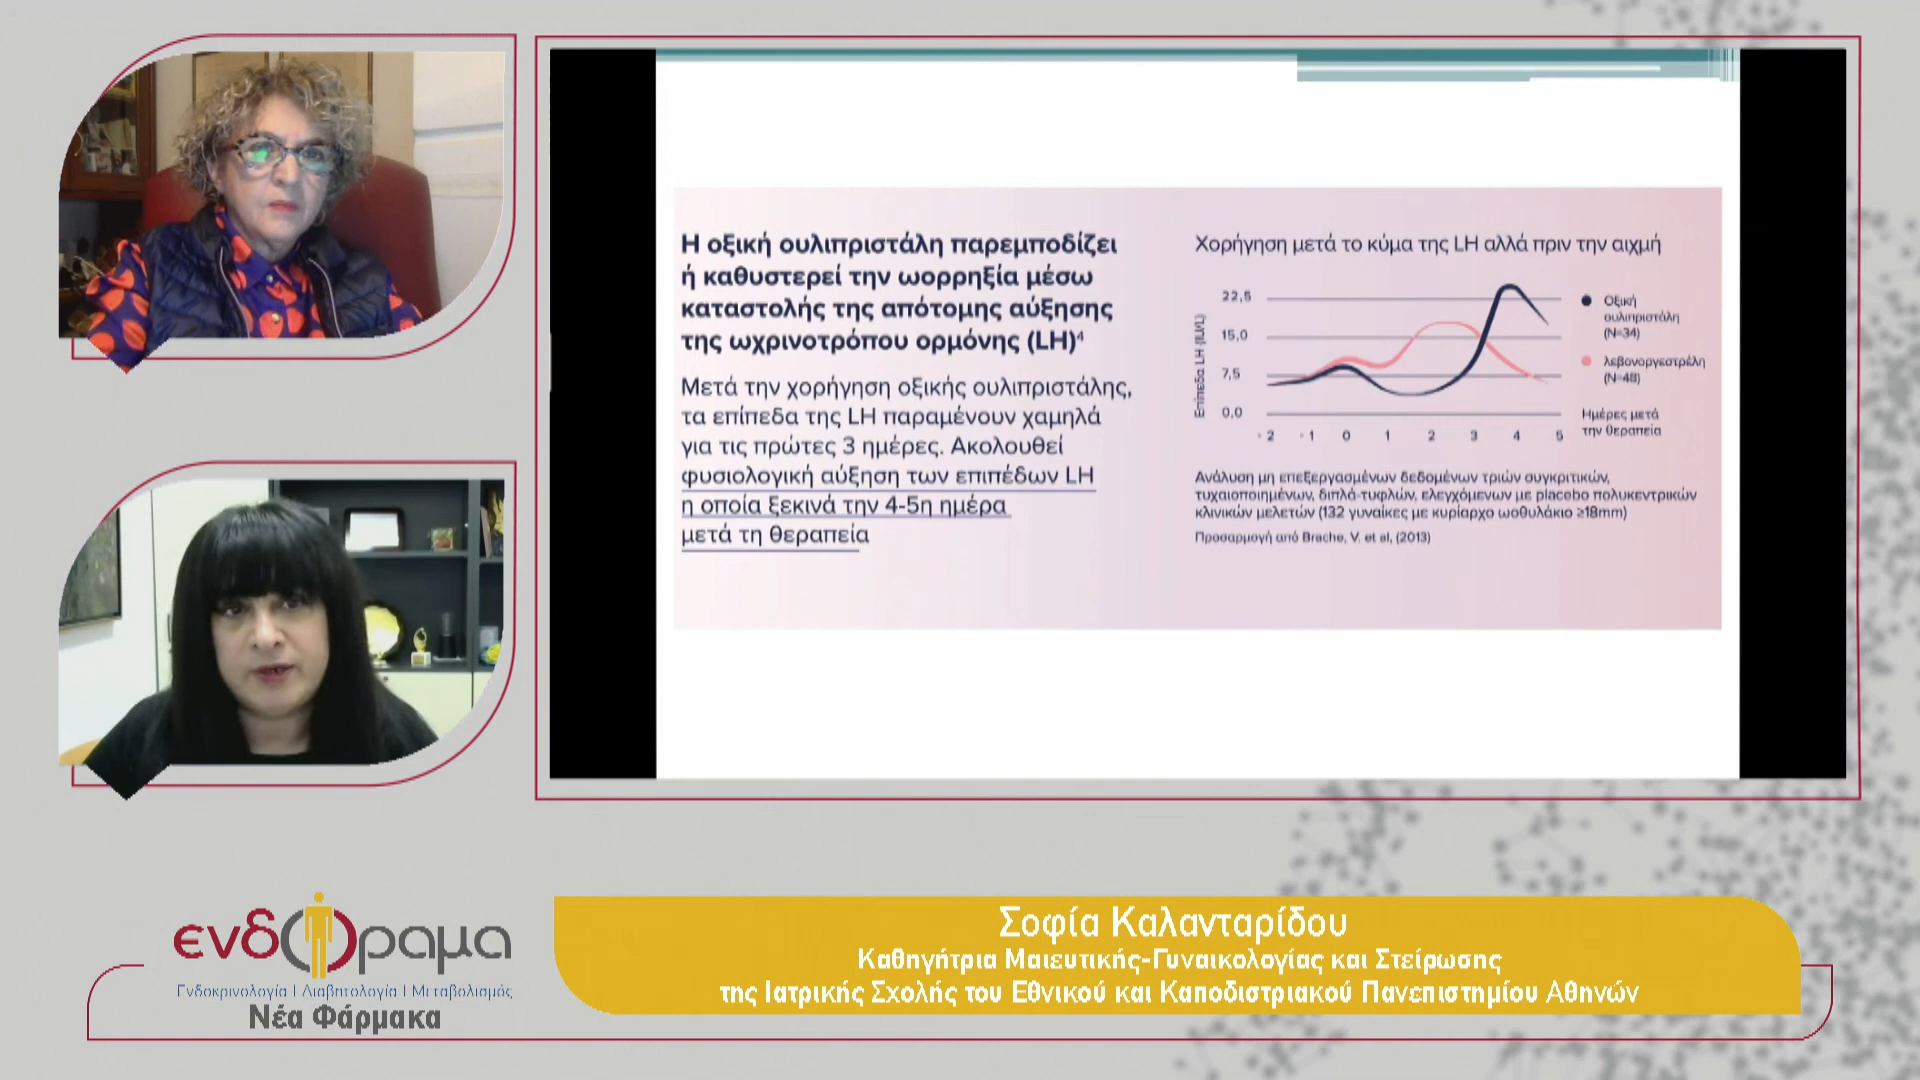 Η οξική ουλιπριστάλη παρεμποδίζει
ή καθυστερεί την ωορρηξία μέσω
καταστολής της απότομης αύξησης
της ωχρινοτρόπου ορμόνης (LH)⁴
Μετά την χορήγηση οξικής ουλιπριστάλης,
τα επίπεδα της LH παραμένουν χαμηλά
για τις πρώτες 3 ημέρες. Ακολουθεί
φυσιολογική αύξηση των επιπέδων LH
η οποία ξεκινά την 4-5η ημέρα
μετά τη θεραπεία
Χορήγηση μετά το κύμα της LH αλλά πριν την αιχμή
Επίπεδα LH (IU/L)
22,5
15,0
7,5
0,0
-2 -1 0 1 2 3 4 5
Οξική
ουλιπριστάλη
(N=34)
λεβονοργεστρέλη
(N=48)
Ημέρες μετά
την θεραπεία
Ανάλυση μη επεξεργασμένων δεδομένων τριών συγκριτικών,
τυχαιοποιημένων, διπλά-τυφλών, ελεγχόμενων με placebo πολυκεντρικών
κλινικών μελετών (132 γυναίκες με κυρίαρχο ωοθυλάκιο ≥18mm)
Προσαρμογή από Brache, V. et al, (2013)
ενδόραμα
Ενδοκρινολογία | Διαβητολογία | Μεταβολισμός
Νέα Φάρμακα
Σοφία Καλανταρίδου
Καθηγήτρια Μαιευτικής-Γυναικολογίας και Στείρωσης
της Ιατρικής Σχολής του Εθνικού και Καποδιστριακού Πανεπιστημίου Αθηνών